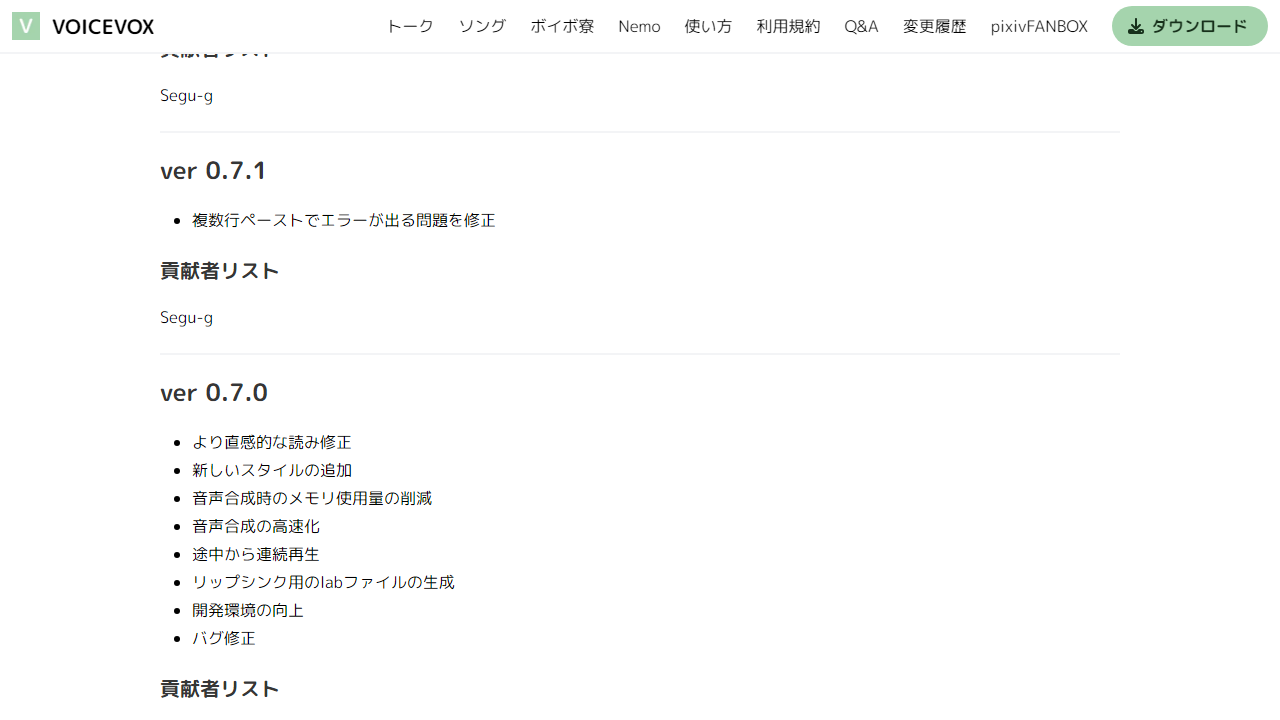 V VOICEVOX トーク ソング ボイボ寮 Nemo 使い方 利用規約 Q&A 変更履歴 pixivFANBOX ダウンロード
貢献者リスト
Segu-g
ver 0.7.1
複数行ペーストでエラーが出る問題を修正
貢献者リスト
Segu-g
ver 0.7.0
より直感的な読み修正
新しいスタイルの追加
音声合成時のメモリ使用量の削減
音声合成の高速化
途中から連続再生
リップシンク用のlabファイルの生成
開発環境の向上
バグ修正
貢献者リスト